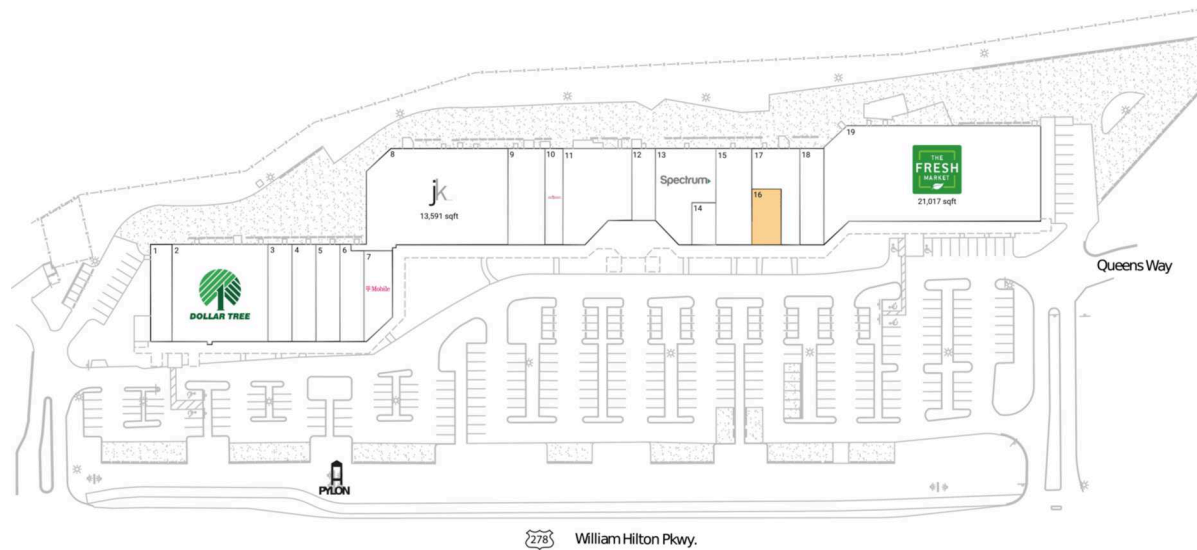 19
THE
FRESH
MARKET
21,017 sqft
8
jk
13,591 sqft
9
10
11
12
13
Spectrum
14
15
17
16
18
1
2
DOLLAR TREE
3
4
5
6
7
T Mobile
Queens Way
PYLON
278
William Hilton Pkwy.